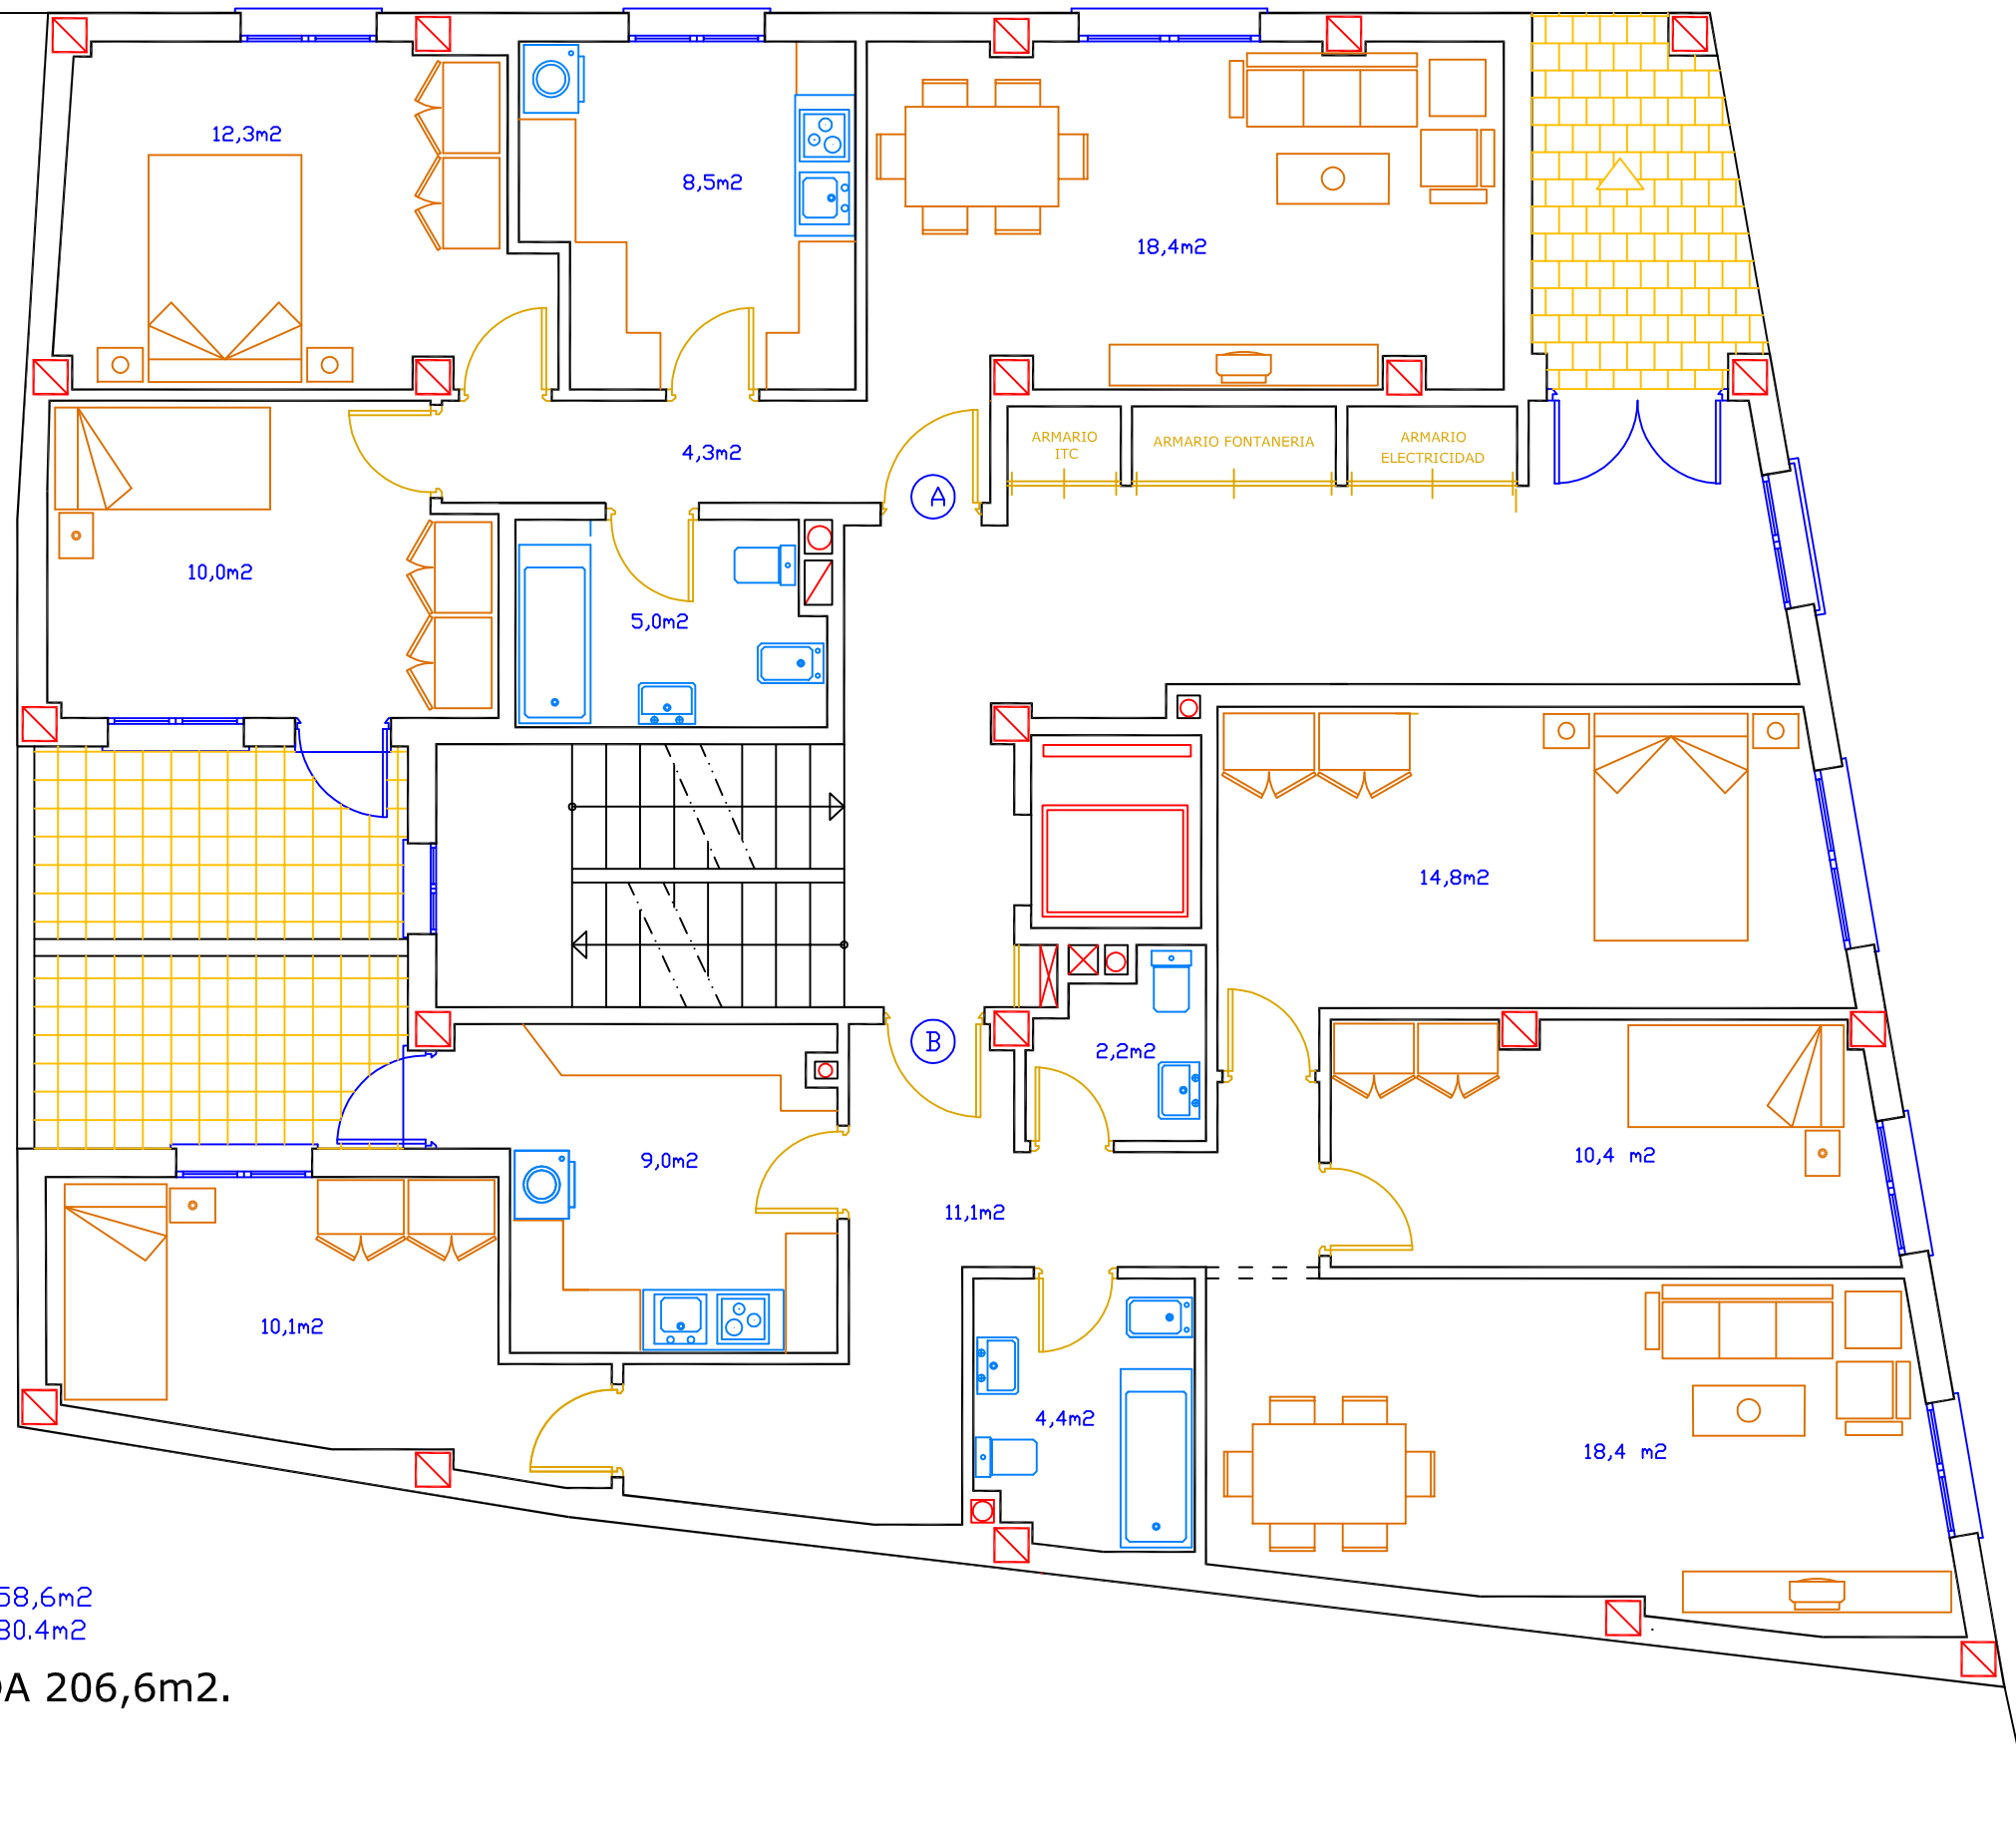 12,3m2
8,5m2
18,4m2
ARMARIO
ITC
ARMARIO FONTANERIA
ARMARIO
ELECTRICIDAD
4,3m2
A
10,0m2
5,0m2
14,8m2
B
2,2m2
9,0m2
10,4 m2
11,1m2
10,1m2
4,4m2
18,4 m2
58,6m2
80.4m2
DA 206,6m2.